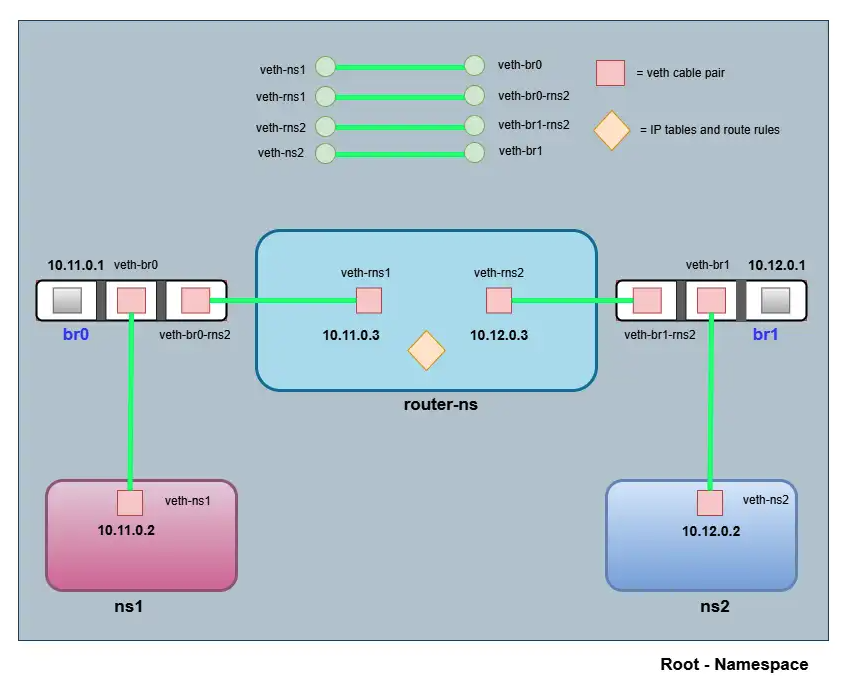 veth-ns1 veth-br0
veth-rns1 veth-br0-rns2
veth-rns2 veth-br1-rns2
veth-ns2 veth-br1
= veth cable pair
= IP tables and route rules
10.11.0.1 veth-br0
br0 veth-br0-rns2
veth-rns1 veth-rns2
10.11.0.3 10.12.0.3
router-ns
veth-br1 10.12.0.1
veth-br1-rns2 br1
veth-ns1
10.11.0.2
ns1
veth-ns2
10.12.0.2
ns2
Root - Namespace